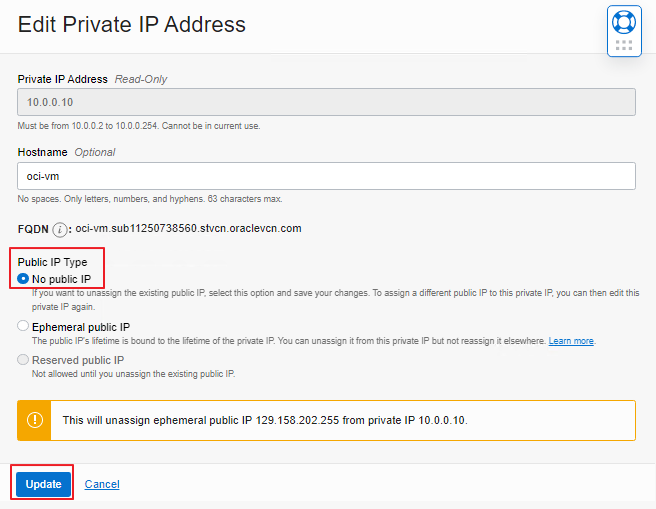 Edit Private IP Address
Private IP Address Read-Only
10.0.0.10
Must be from 10.0.0.2 to 10.0.0.254. Cannot be in current use.
Hostname Optional
oci-vm
No spaces. Only letters, numbers, and hyphens. 63 characters max.
FQDN i : oci-vm.sub11250738560.stvcn.oraclevcn.com
Public IP Type
No public IP
If you want to unassign the existing public IP, select this option and save your changes. To assign a different public IP to this private IP, you can then edit this
private IP again.
Ephemeral public IP
The public IP's lifetime is bound to the lifetime of the private IP. You can unassign it from this private IP but not reassign it elsewhere. Learn more.
Reserved public IP
Not allowed until you unassign the existing public IP.
This will unassign ephemeral public IP 129.158.202.255 from private IP 10.0.0.10.
Update Cancel